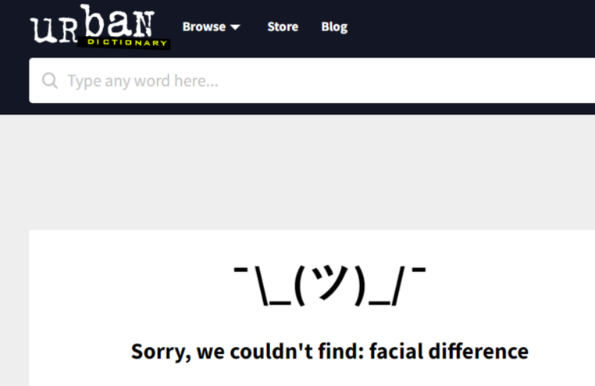 urban
DICTIONARY
Browse Store Blog
Type any word here...
¯\_(ツ)_/¯
Sorry, we couldn't find: facial difference